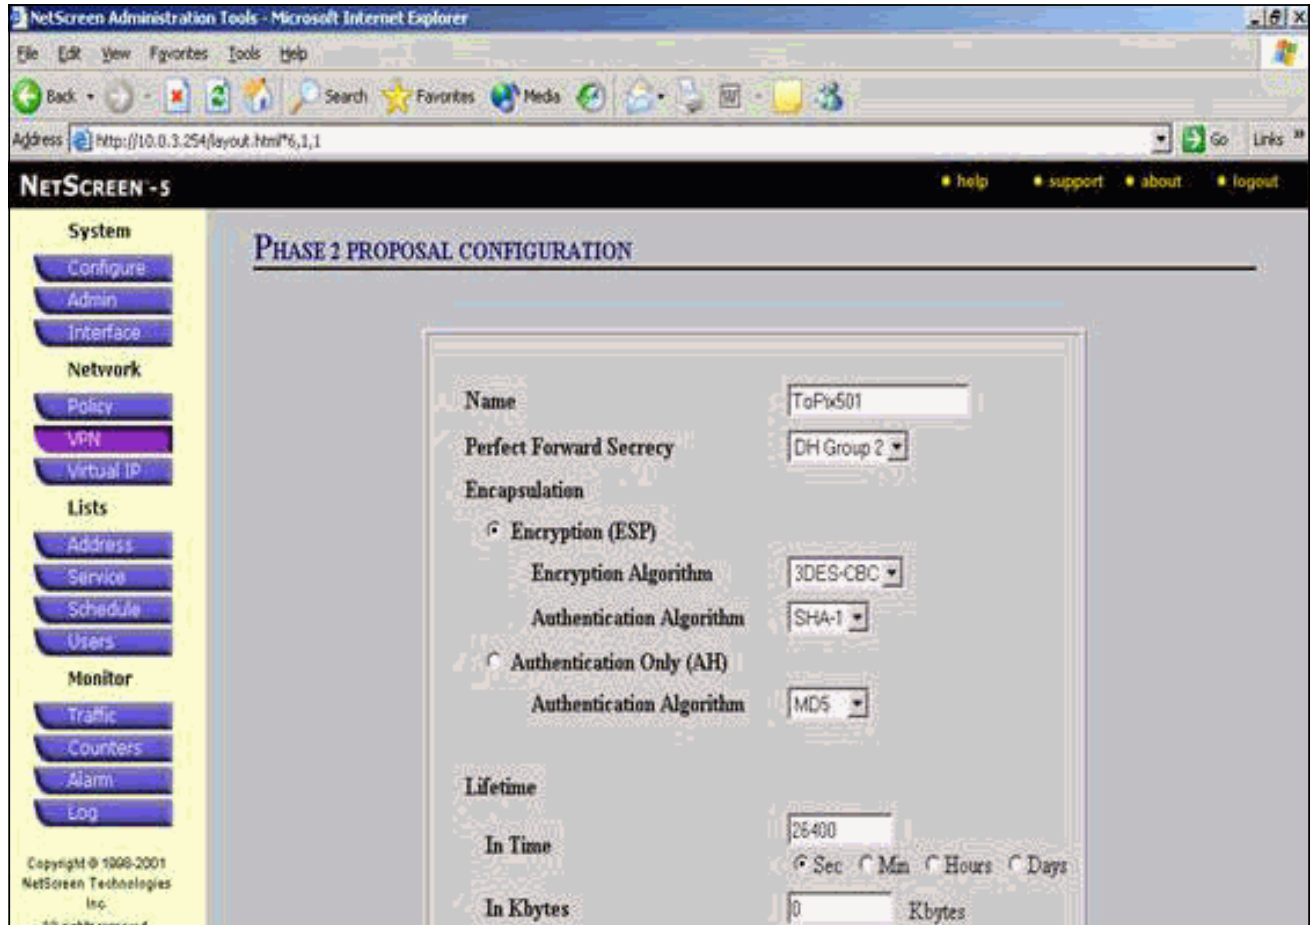 NetScreen Administration Tools - Microsoft Internet Explorer
File Edit View Favorites Tools Help
Back Search Favorites Media
Address http://10.0.3.254/layout.html*6,1,1 Go Links »
NETSCREEN™-5 help support about logout
System
Configure
Admin
Interface
Network
Policy
VPN
Virtual IP
Lists
Address
Service
Schedule
Users
Monitor
Traffic
Counters
Alarm
Log
Copyright © 1998-2001
NetScreen Technologies
Inc.
All rights reserved
PHASE 2 PROPOSAL CONFIGURATION
Name ToPix501
Perfect Forward Secrecy DH Group 2
Encapsulation
Encryption (ESP)
Encryption Algorithm 3DES-CBC
Authentication Algorithm SHA-1
Authentication Only (AH)
Authentication Algorithm MD5
Lifetime
In Time 26400
Sec Min Hours Days
In Kbytes 0 Kbytes